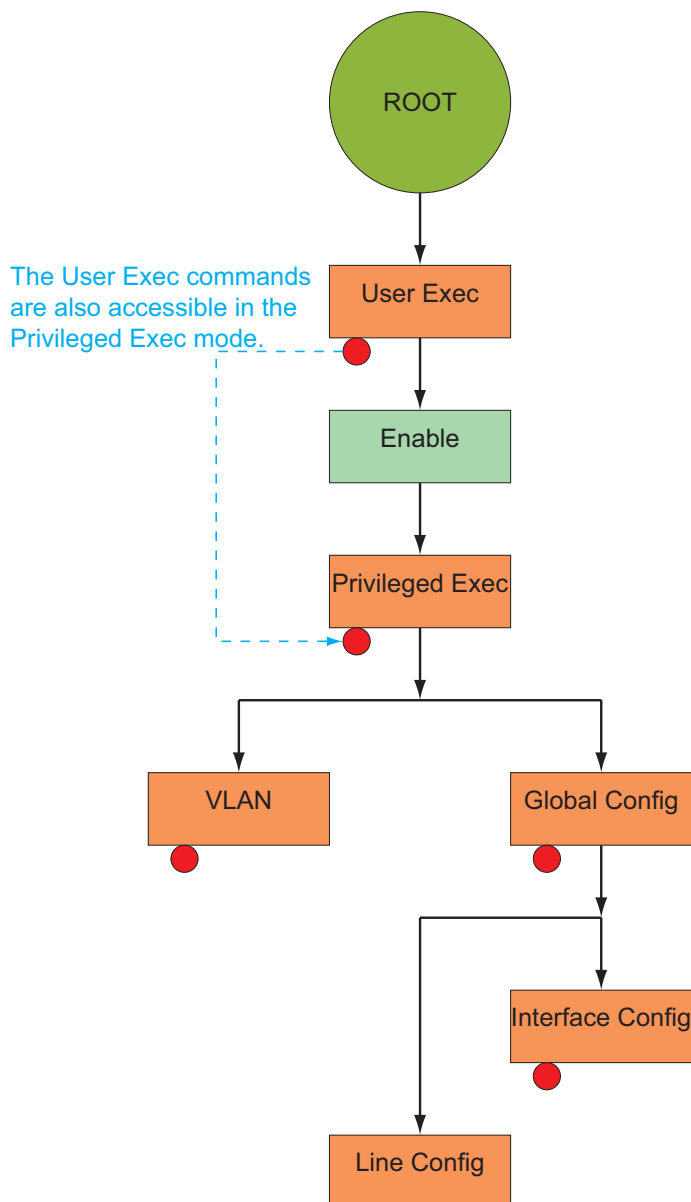 ROOT
User Exec
The User Exec commands
are also accessible in the
Privileged Exec mode.
Enable
Privileged Exec
VLAN
Global Config
Interface Config
Line Config